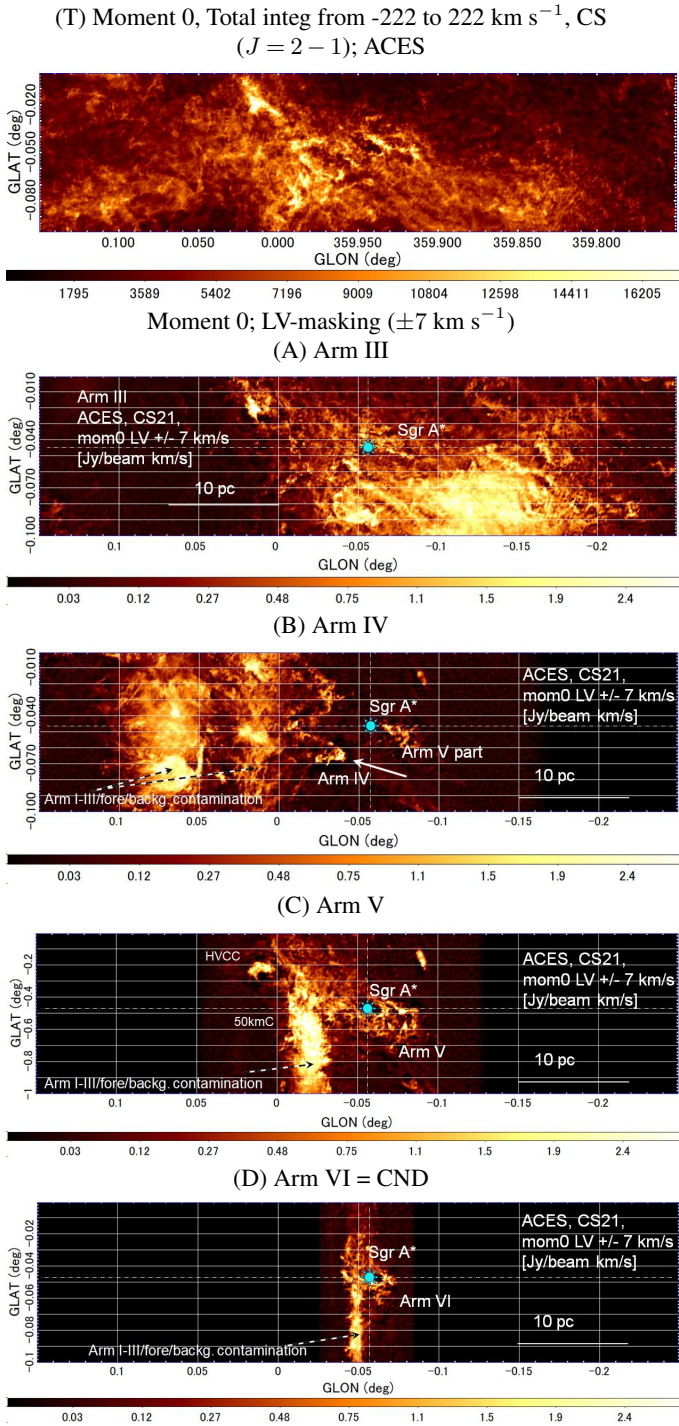 (T) Moment 0, Total integ from -222 to 222 km s⁻¹, CS
(J = 2 − 1); ACES
GLAT (deg)
-0.020
-0.050
-0.080
0.100 0.050 0.000 359.950 359.900 359.850 359.800
GLON (deg)
1795 3589 5402 7196 9009 10804 12598 14411 16205
Moment 0; LV-masking (±7 km s⁻¹)
(A) Arm III
GLAT (deg)
-0.010
-0.040
-0.070
-0.100
Arm III
ACES, CS21,
mom0 LV +/- 7 km/s
[Jy/beam km/s]
Sgr A*
10 pc
0.1 0.05 0 -0.05 -0.1 -0.15 -0.2
GLON (deg)
0.03 0.12 0.27 0.48 0.75 1.1 1.5 1.9 2.4
(B) Arm IV
GLAT (deg)
-0.010
-0.040
-0.070
-0.100
ACES, CS21,
mom0 LV +/- 7 km/s
[Jy/beam km/s]
Sgr A*
Arm V part
Arm IV
10 pc
Arm I-III/fore/backg. contamination
0.1 0.05 0 -0.05 -0.1 -0.15 -0.2
GLON (deg)
0.03 0.12 0.27 0.48 0.75 1.1 1.5 1.9 2.4
(C) Arm V
GLAT (deg)
-0.2
-0.4
-0.6
-0.8
-1
HVCC
ACES, CS21,
mom0 LV +/- 7 km/s
[Jy/beam km/s]
Sgr A*
50kmC
Arm V
10 pc
Arm I-III/fore/backg. contamination
0.1 0.05 0 -0.05 -0.1 -0.15 -0.2
GLON (deg)
0.03 0.12 0.27 0.48 0.75 1.1 1.5 1.9 2.4
(D) Arm VI = CND
GLAT (deg)
-0.02
-0.04
-0.06
-0.08
-0.1
ACES, CS21,
mom0 LV +/- 7 km/s
[Jy/beam km/s]
Sgr A*
Arm VI
10 pc
Arm I-III/fore/backg. contamination
0.1 0.05 0 -0.05 -0.1 -0.15 -0.2
GLON (deg)
0.03 0.12 0.27 0.48 0.75 1.1 1.5 1.9 2.4